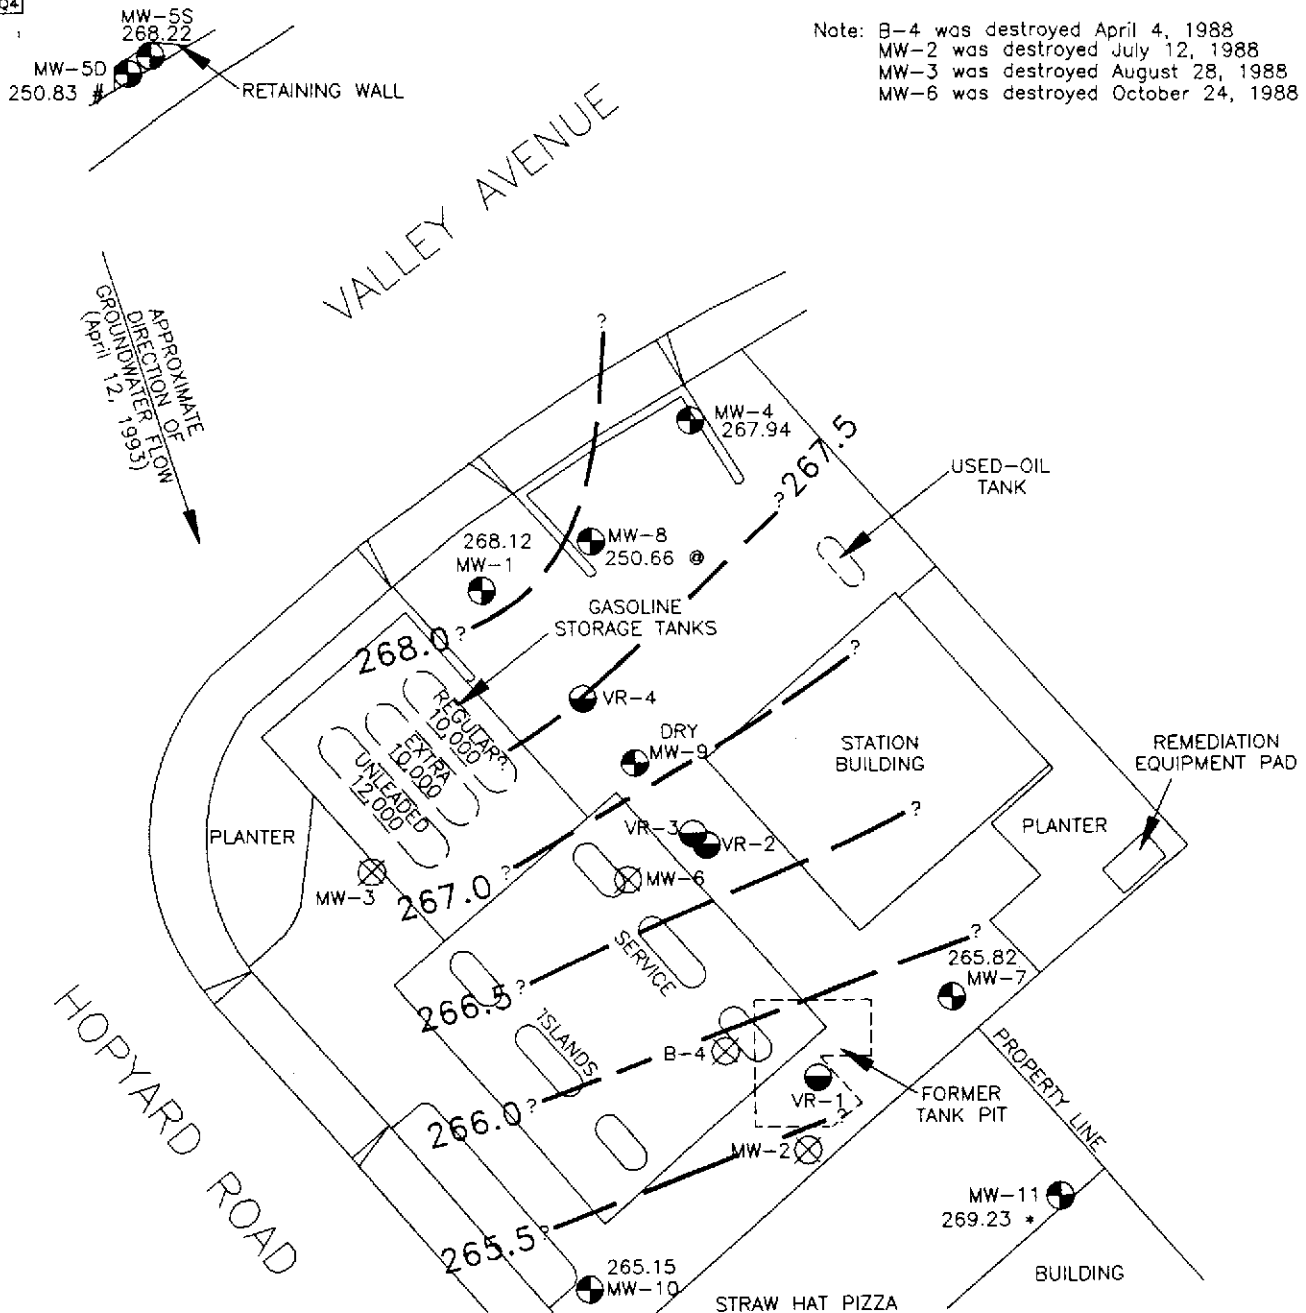 Q4
MW-5S
268.22
MW-5D
250.83 #
RETAINING WALL
Note: B-4 was destroyed April 4, 1988
MW-2 was destroyed July 12, 1988
MW-3 was destroyed August 28, 1988
MW-6 was destroyed October 24, 1988
VALLEY AVENUE
APPROXIMATE
DIRECTION OF
GROUNDWATER FLOW
(April 12, 1993)
?
MW-4
267.94
?
267.5
USED-OIL
TANK
268.12
MW-1
MW-8
250.66 @
GASOLINE
STORAGE TANKS
268.0
?
?
VR-4
REGULAR
10,000
?
EXTRA
10,000
UNLEADED
12,000
DRY
MW-9
STATION
BUILDING
REMEDIATION
EQUIPMENT PAD
PLANTER
VR-3
VR-2
?
PLANTER
MW-3
267.0
?
MW-6
SERVICE
ISLANDS
266.5
?
?
265.82
MW-7
B-4
PROPERTY LINE
FORMER
TANK PIT
VR-1
266.0
?
?
MW-2
HOPYARD ROAD
265.5
?
MW-11
269.23 *
265.15
MW-10
BUILDING
STRAW HAT PIZZA